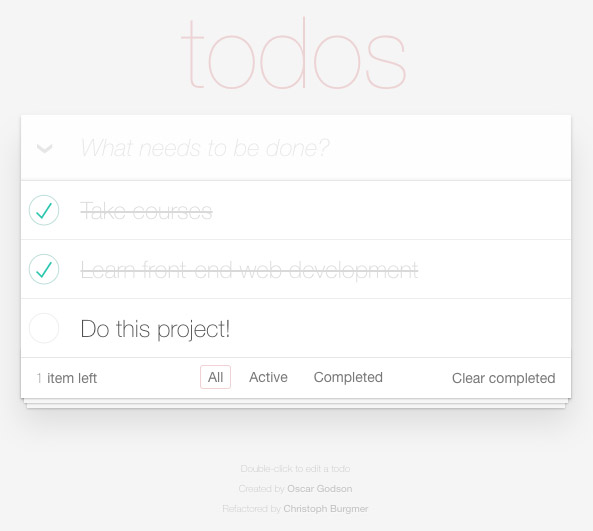 todos
What needs to be done?
Take courses
Learn front-end web development
Do this project!
1 item left All Active Completed Clear completed
Double-click to edit a todo
Created by Oscar Godson
Refactored by Christoph Burgmer